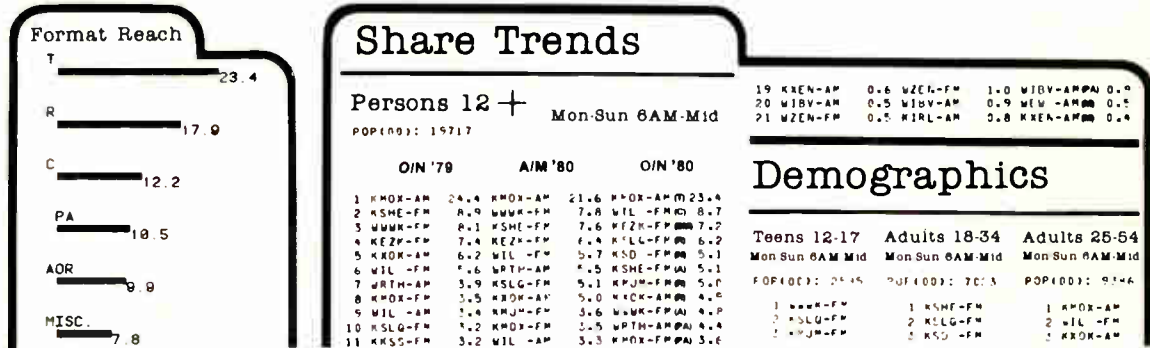 Format Reach
T
23.4
R
17.9
C
12.2
PA
10.5
AOR
9.9
MISC.
7.8
Share Trends
Persons 12 + Mon-Sun 6AM-Mid
POP(00): 19717
O/N '79 A/M '80 O/N '80
1 KMOX-AM 24.4 KMOX-AM 21.6 KMOX-AM(T) 23.4
2 KSHE-FM 8.9 WWWK-FM 7.8 WIL -FM(C) 8.7
3 WWWK-FM 8.1 KSHE-FM 7.6 KEZK-FM 7.2
4 KEZK-FM 7.4 KEZK-FM 6.4 KSLQ-FM 6.2
5 KXOK-AM 6.2 WIL -FM 5.7 KSD -FM 5.1
6 WIL -FM 5.6 WRTH-AM 5.5 KSHE-FM(A) 5.1
7 WRTH-AM 3.9 KSLQ-FM 5.1 KMJM-FM 5.0
8 KMOX-FM 3.5 KXOK-AM 5.0 KXOK-AM
9 WIL -AM 3.4 KMJM-FM 3.6 WWWK-FM(A)
10 KSLQ-FM 3.2 KMOX-FM 3.5 WRTH-AM(PA) 4.4
11 KKSS-FM 3.2 WIL -AM 3.3 KMOX-FM(PA) 3.6
19 KXEN-AM 0.6 WZEN-FM 1.0 WIBV-AM(PA)
20 WIBV-AM 0.5 WIBV-AM 0.9 WEW -AM 0.5
21 WZEN-FM 0.5 KIRL-AM 0.8 KXEN-AM 0.4
Demographics
Teens 12-17 Adults 18-34 Adults 25-54
Mon Sun 6AM Mid Mon Sun 6AM-Mid Mon Sun 6AM-Mid
POP(00): POP(00): POP(00):
1 WWWK-FM 1 KSHE-FM 1 KMOX-AM
2 KSLQ-FM 2 KSLQ-FM 2 WIL -FM
3 KMJM-FM 3 KSD -FM 3 KXOK-AM